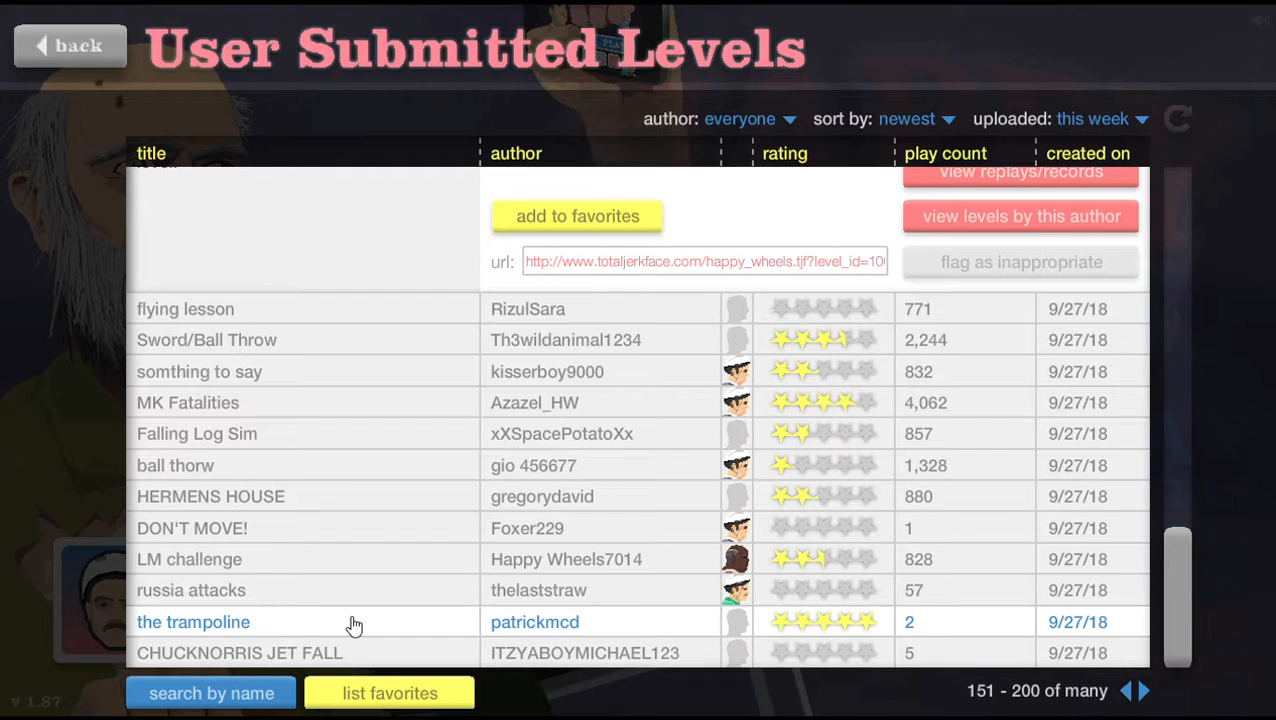 back
User Submitted Levels
author: everyone sort by: newest uploaded: this week
title author rating play count created on
view replays/records
add to favorites view levels by this author
url: http://www.totaljerkface.com/happy_wheels.tjf?level_id=10 flag as inappropriate
flying lesson RizulSara 771 9/27/18
Sword/Ball Throw Th3wildanimal1234 2,244 9/27/18
somthing to say kisserboy9000 832 9/27/18
MK Fatalities Azazel_HW 4,062 9/27/18
Falling Log Sim xXSpacePotatoXx 857 9/27/18
ball thorw gio 456677 1,328 9/27/18
HERMENS HOUSE gregorydavid 880 9/27/18
DON'T MOVE! Foxer229 1 9/27/18
LM challenge Happy Wheels7014 828 9/27/18
russia attacks thelaststraw 57 9/27/18
the trampoline patrickmcd 2 9/27/18
CHUCKNORRIS JET FALL ITZYABOYMICHAEL123 5 9/27/18
search by name list favorites 151 - 200 of many
v 1.87